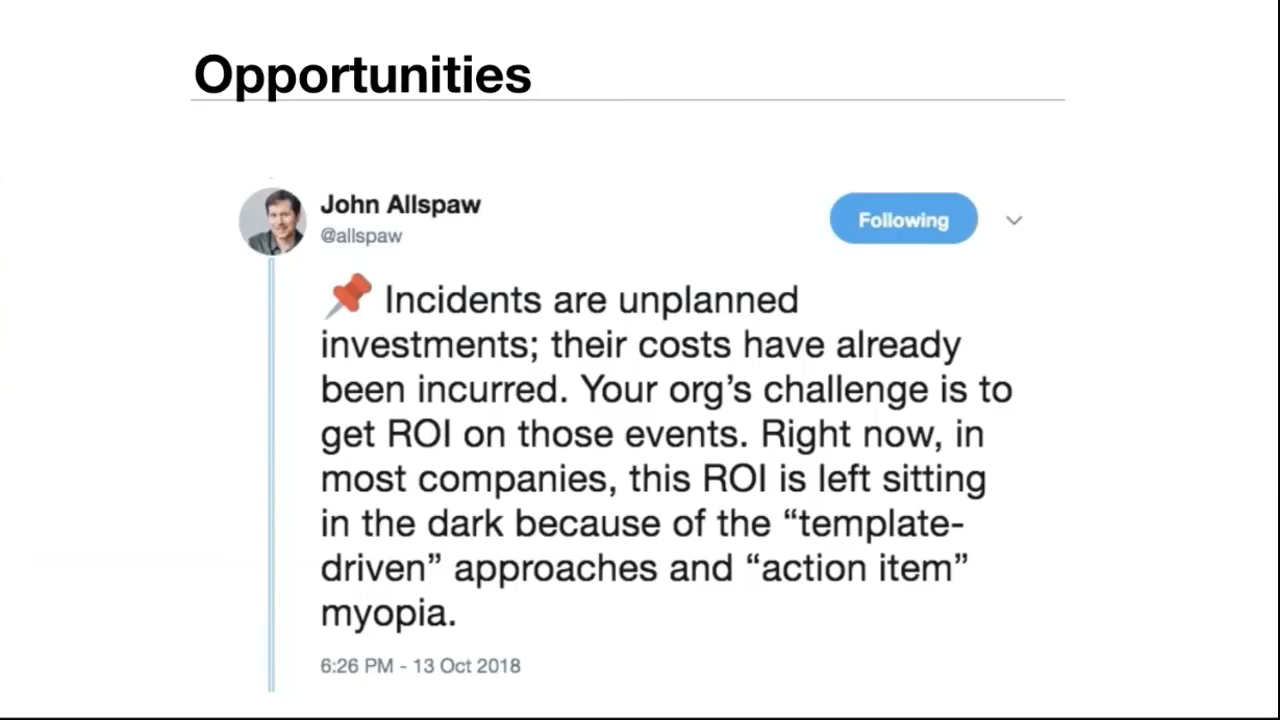 Opportunities
John Allspaw
@allspaw
Following
📌 Incidents are unplanned
investments; their costs have already
been incurred. Your org’s challenge is to
get ROI on those events. Right now, in
most companies, this ROI is left sitting
in the dark because of the “template-
driven” approaches and “action item”
myopia.
6:26 PM - 13 Oct 2018